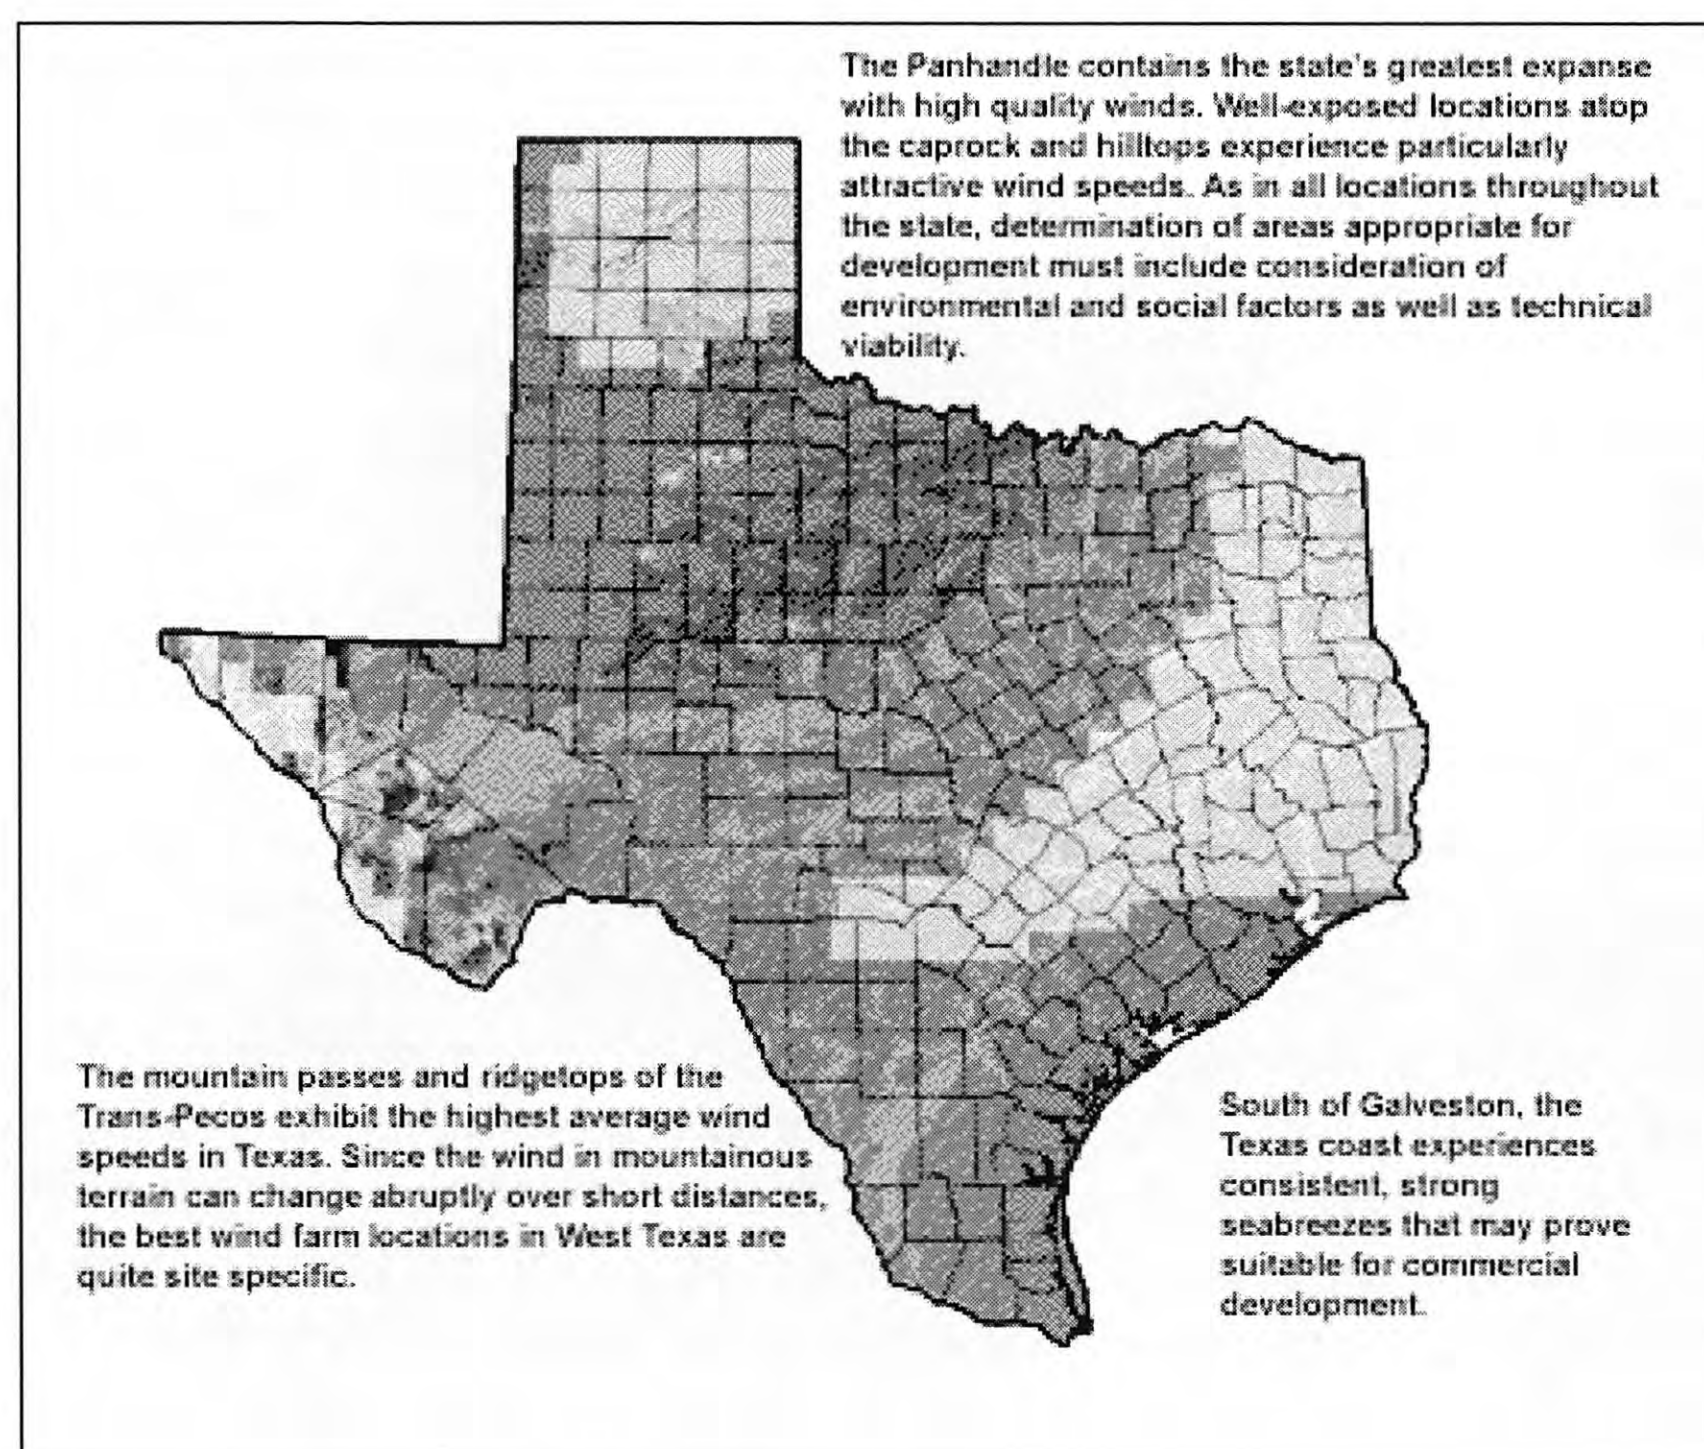 The Panhandle contains the state's greatest expanse
with high quality winds. Well-exposed locations atop
the caprock and hilltops experience particularly
attractive wind speeds. As in all locations throughout
the state, determination of areas appropriate for
development must include consideration of
environmental and social factors as well as technical
viability.
The mountain passes and ridgetops of the
Trans-Pecos exhibit the highest average wind
speeds in Texas. Since the wind in mountainous
terrain can change abruptly over short distances,
the best wind farm locations in West Texas are
quite site specific.
South of Galveston, the
Texas coast experiences
consistent, strong
seabreezes that may prove
suitable for commercial
development.